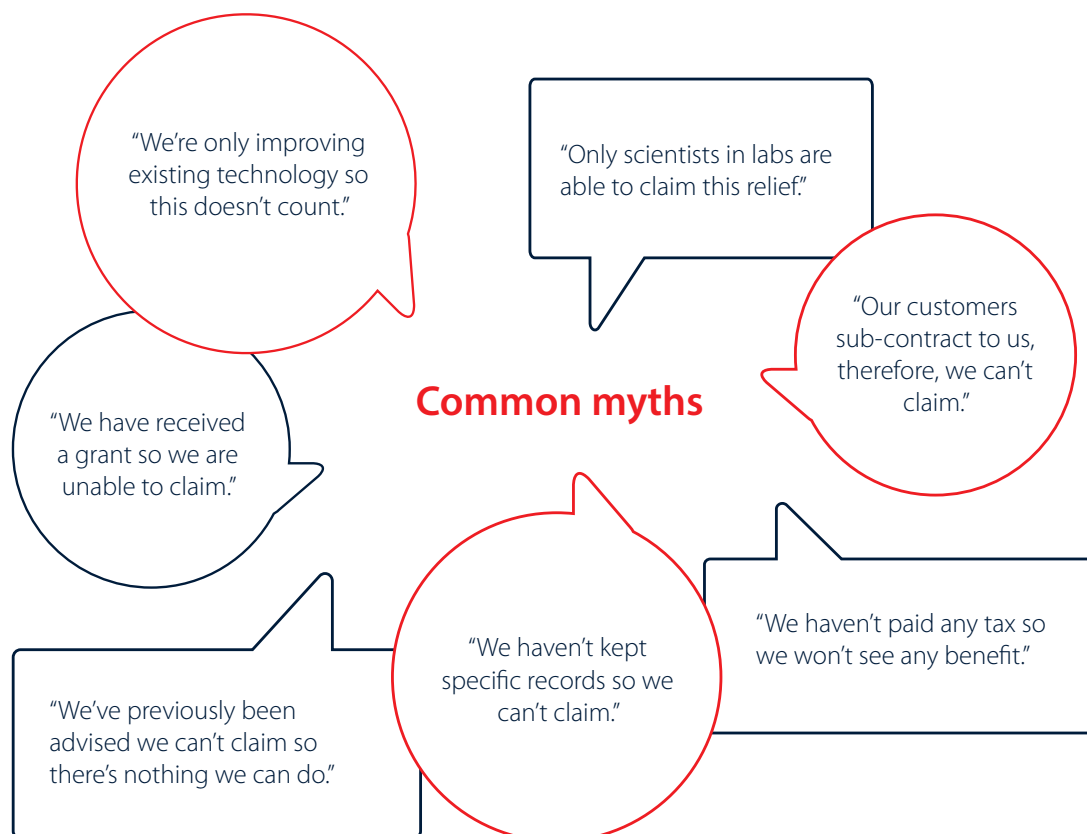 “We’re only improving
existing technology so
this doesn’t count.”
“Only scientists in labs are
able to claim this relief.”
“Our customers
sub-contract to us,
therefore, we can’t
claim.”
Common myths
“We have received
a grant so we are
unable to claim.”
“We haven’t paid any tax so
we won’t see any benefit.”
“We haven’t kept
specific records so we
can’t claim.”
“We’ve previously been
advised we can’t claim so
there’s nothing we can do.”